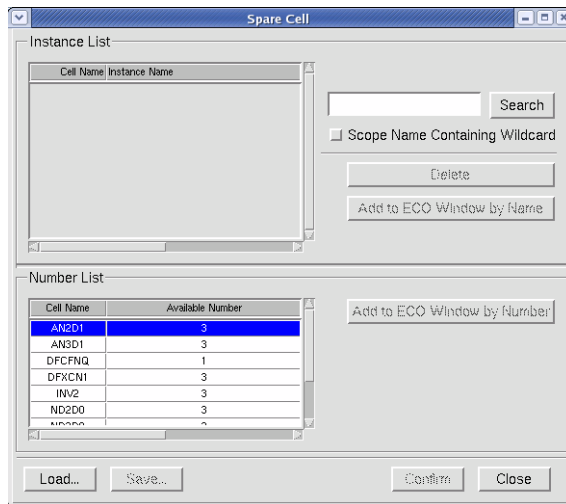 Spare Cell
Instance List
Cell Name Instance Name
Search
Scope Name Containing Wildcard
Delete
Add to ECO Window by Name
Number List
Cell Name Available Number
AN2D1 3
AN3D1 3
DFCFNQ 1
DFXCN1 3
INV2 3
ND2D0 3
Add to ECO Window by Number
Load... Save... Confirm Close